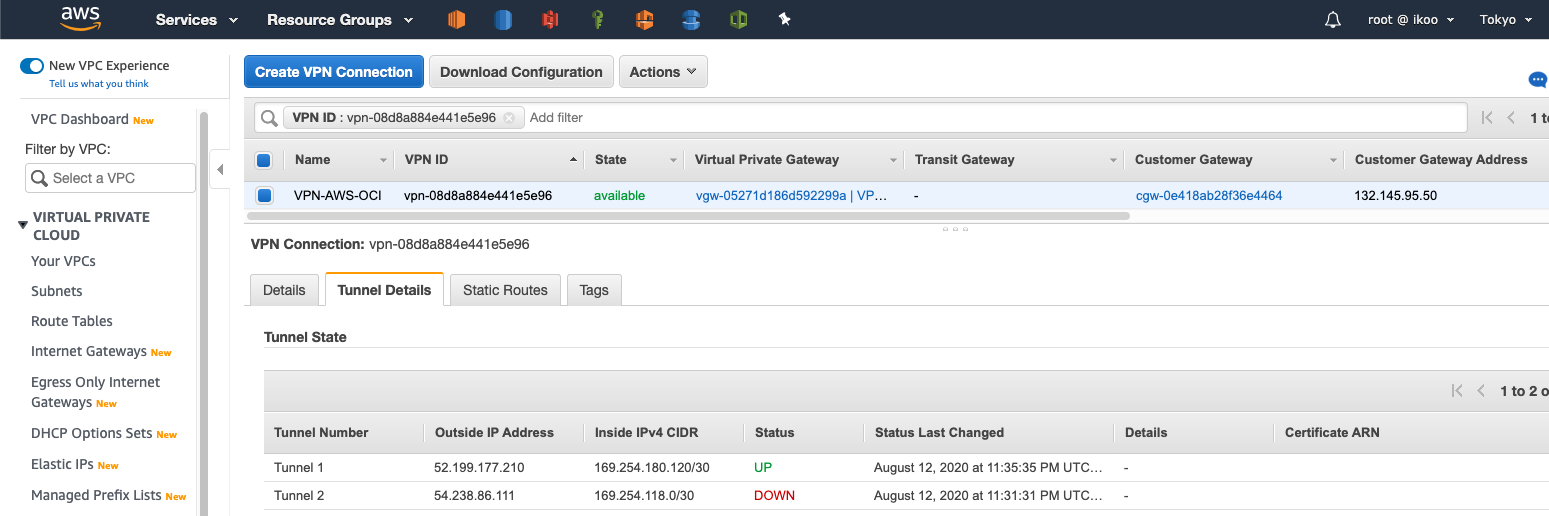 aws Services Resource Groups root @ ikoo Tokyo
New VPC Experience
Tell us what you think
VPC Dashboard New
Filter by VPC:
Select a VPC
VIRTUAL PRIVATE
CLOUD
Your VPCs
Subnets
Route Tables
Internet Gateways New
Egress Only Internet
Gateways New
DHCP Options Sets New
Elastic IPs New
Managed Prefix Lists New
Create VPN Connection Download Configuration Actions
VPN ID : vpn-08d8a884e441e5e96 Add filter 1 to
Name VPN ID State Virtual Private Gateway Transit Gateway Customer Gateway Customer Gateway Address
VPN-AWS-OCI vpn-08d8a884e441e5e96 available vgw-05271d186d592299a | VP… - cgw-0e418ab28f36e4464 132.145.95.50
VPN Connection: vpn-08d8a884e441e5e96
Details Tunnel Details Static Routes Tags
Tunnel State
1 to 2 o
Tunnel Number Outside IP Address Inside IPv4 CIDR Status Status Last Changed Details Certificate ARN
Tunnel 1 52.199.177.210 169.254.180.120/30 UP August 12, 2020 at 11:35:35 PM UTC… -
Tunnel 2 54.238.86.111 169.254.118.0/30 DOWN August 12, 2020 at 11:31:31 PM UTC… -